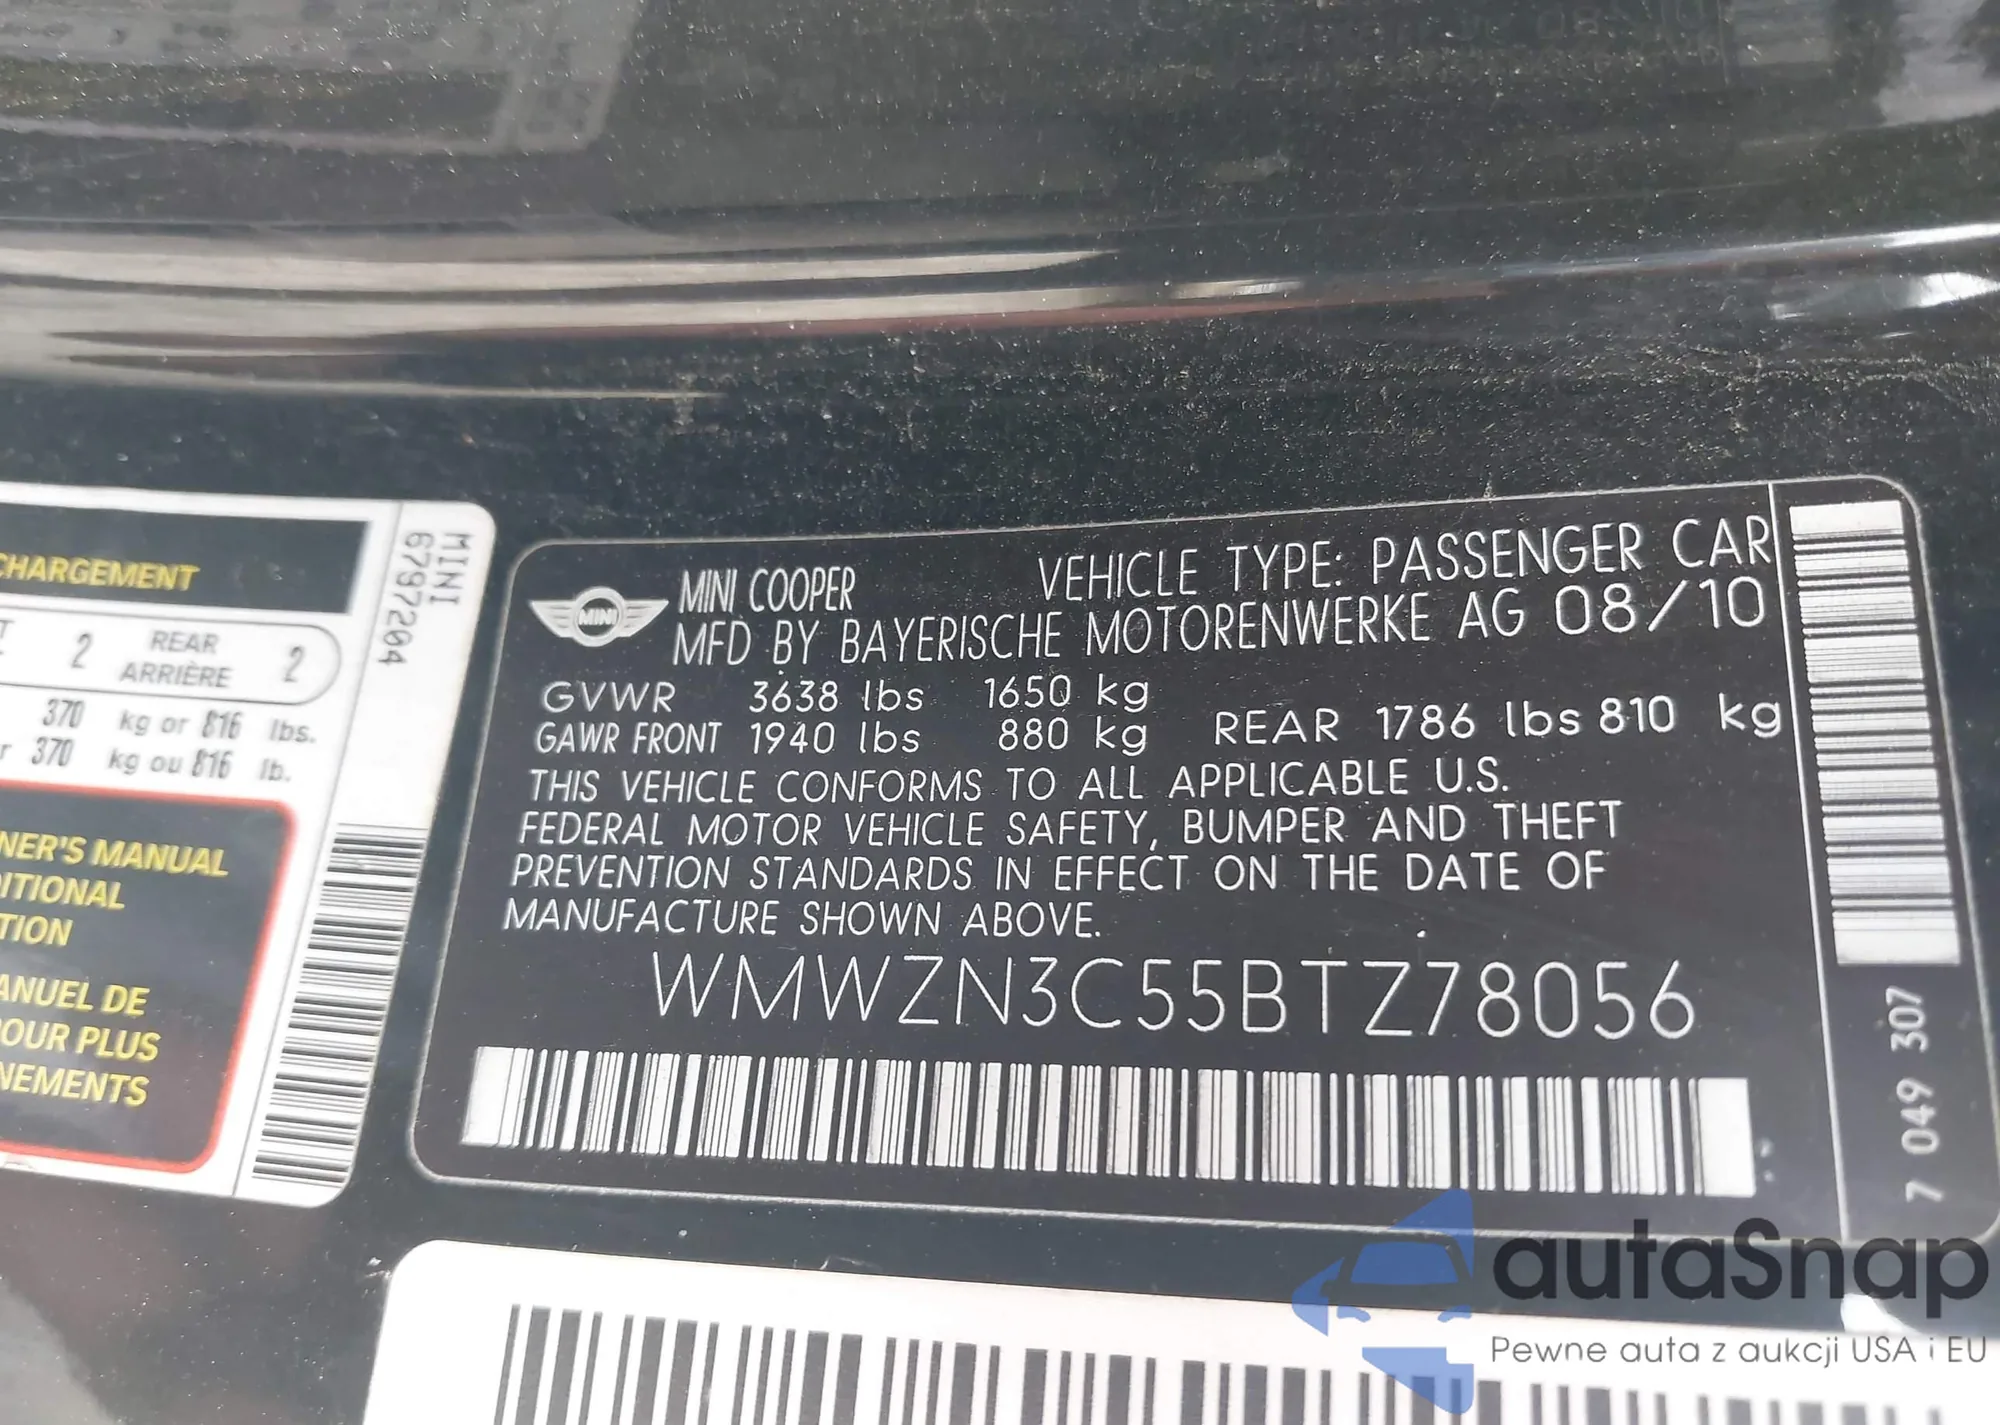 CHARGEMENT
2 REAR ARRIÈRE 2
370 kg or 816 lbs.
370 kg ou 816 lb.
NER'S MANUAL
ITIONAL
TION
ANUEL DE
OUR PLUS
NEMENTS
MINI
6797204
MINI
MINI COOPER VEHICLE TYPE: PASSENGER CAR
MFD BY BAYERISCHE MOTORENWERKE AG 08/10
GVWR 3638 lbs 1650 kg
GAWR FRONT 1940 lbs 880 kg REAR 1786 lbs 810 kg
THIS VEHICLE CONFORMS TO ALL APPLICABLE U.S.
FEDERAL MOTOR VEHICLE SAFETY, BUMPER AND THEFT
PREVENTION STANDARDS IN EFFECT ON THE DATE OF
MANUFACTURE SHOWN ABOVE.
WMWZN3C55BTZ78056
7 049 307
autaSnap
Pewne auta z aukcji USA i EU